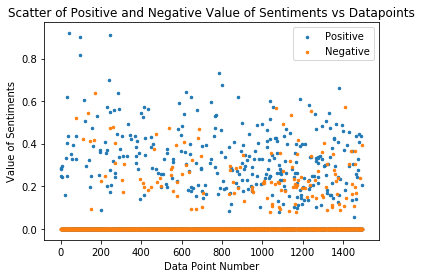 Scatter of Positive and Negative Value of Sentiments vs Datapoints
Positive
Negative
Value of Sentiments
0.8
0.6
0.4
0.2
0.0
0 200 400 600 800 1000 1200 1400
Data Point Number